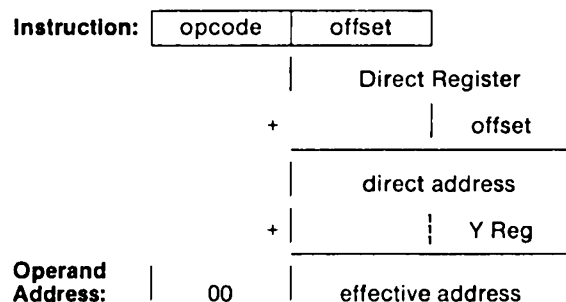 Instruction: opcode offset
Direct Register
+ offset
direct address
+ Y Reg
Operand
Address: 00 effective address